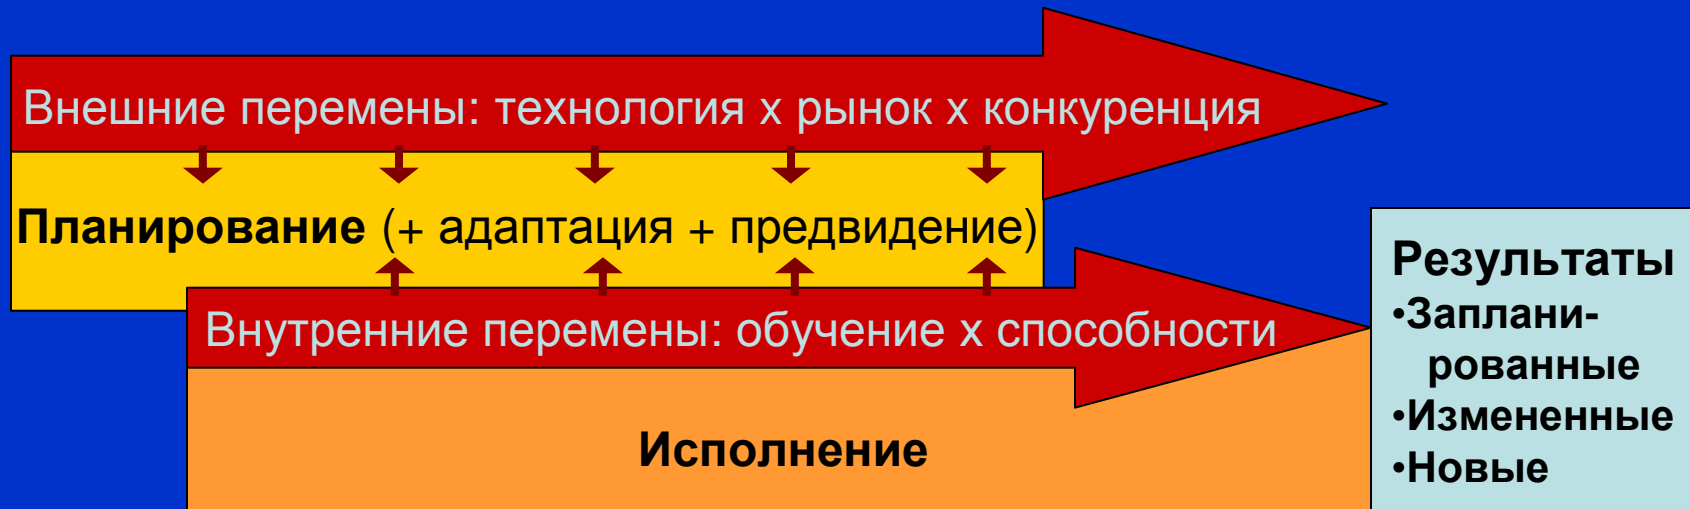 Внешние перемены: технология х рынок х конкуренция
Планирование (+ адаптация + предвидение)
Внутренние перемены: обучение х способности
Исполнение
Результаты
•Заплани-
рованные
•Измененные
•Новые